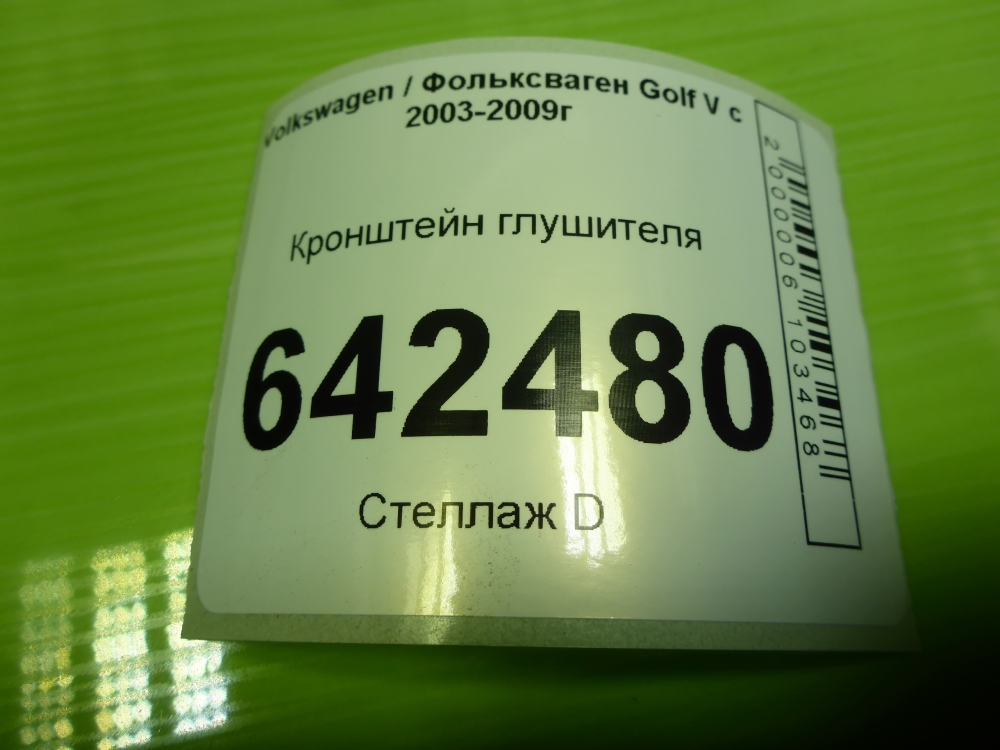 Volkswagen / Фольксваген Golf V с
2003-2009г
Кронштейн глушителя
642480
Стеллаж D
2000006103468